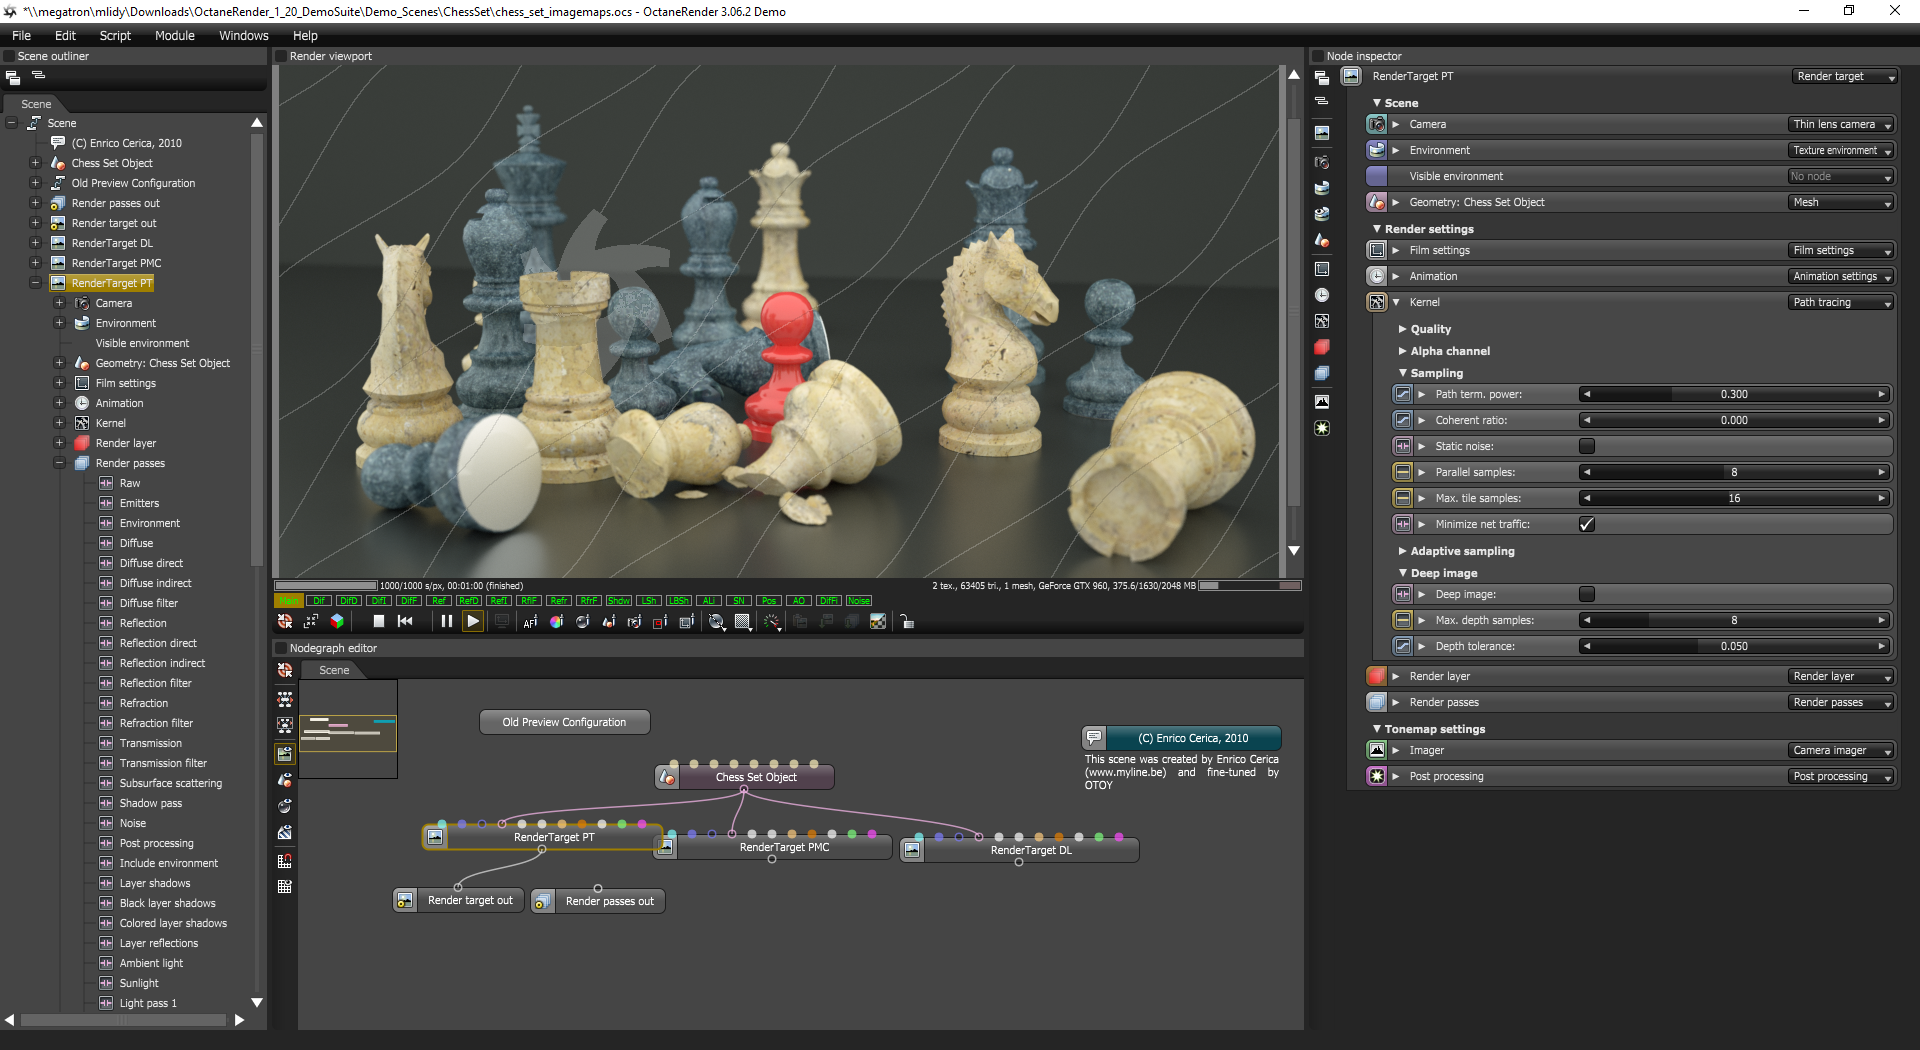 *\\megatron\mlidy\Downloads\OctaneRender_1_20_DemoSuite\Demo_Scenes\ChessSet\chess_set_imagemaps.ocs - OctaneRender 3.06.2 Demo
File Edit Script Module Windows Help
Scene outliner
Scene
Scene
(C) Enrico Cerica, 2010
Chess Set Object
Old Preview Configuration
Render passes out
Render target out
RenderTarget DL
RenderTarget PMC
RenderTarget PT
Camera
Environment
Visible environment
Geometry: Chess Set Object
Film settings
Animation
Kernel
Render layer
Render passes
Raw
Emitters
Environment
Diffuse
Diffuse direct
Diffuse indirect
Diffuse filter
Reflection
Reflection direct
Reflection indirect
Reflection filter
Refraction
Refraction filter
Transmission
Transmission filter
Subsurface scattering
Shadow pass
Noise
Post processing
Include environment
Layer shadows
Black layer shadows
Colored layer shadows
Layer reflections
Ambient light
Sunlight
Light pass 1
Render viewport
1000/1000 s/px, 00:01:00 (finished)
2 tex., 63405 tri., 1 mesh, GeForce GTX 960, 375.6/1630/2048 MB
Main Dif DifD DifI DifF Ref RefD RefI RflF Refr RfrF Shdw LSh LBSh ALi SN Pos AO DifFi Noise
AF
Nodegraph editor
Scene
Old Preview Configuration
(C) Enrico Cerica, 2010
This scene was created by Enrico Cerica
(www.myline.be) and fine-tuned by
OTOY
Chess Set Object
RenderTarget PT
RenderTarget PMC
RenderTarget DL
Render target out
Render passes out
Node inspector
RenderTarget PT Render target
Scene
Camera Thin lens camera
Environment Texture environment
Visible environment No node
Geometry: Chess Set Object Mesh
Render settings
Film settings Film settings
Animation Animation settings
Kernel Path tracing
Quality
Alpha channel
Sampling
Path term. power: 0.300
Coherent ratio: 0.000
Static noise:
Parallel samples: 8
Max. tile samples: 16
Minimize net traffic:
Adaptive sampling
Deep image
Deep image:
Max. depth samples: 8
Depth tolerance: 0.050
Render layer Render layer
Render passes Render passes
Tonemap settings
Imager Camera imager
Post processing Post processing